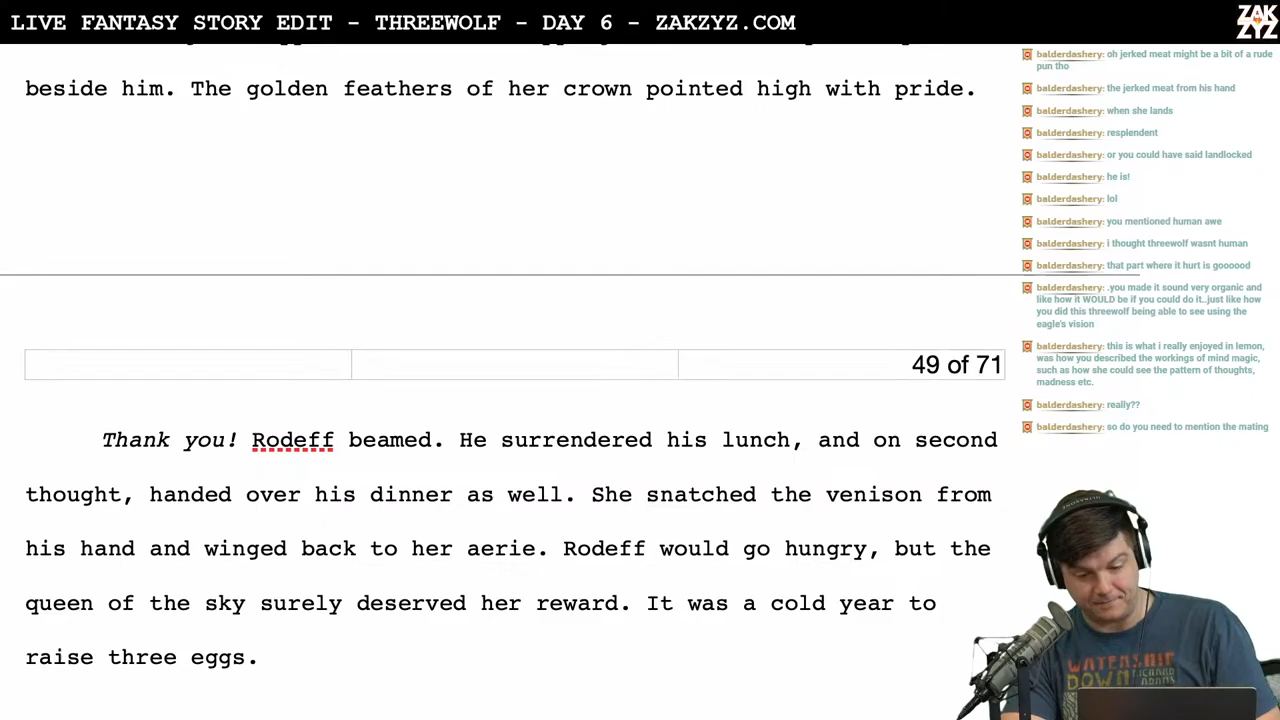 LIVE FANTASY STORY EDIT - THREEWOLF - DAY 6 - ZAKZYZ.COM
ZAK
ZYZ
beside him. The golden feathers of her crown pointed high with pride.
49 of 71
Thank you! Rodeff beamed. He surrendered his lunch, and on second
thought, handed over his dinner as well. She snatched the venison from
his hand and winged back to her aerie. Rodeff would go hungry, but the
queen of the sky surely deserved her reward. It was a cold year to
raise three eggs.
balderdashery: oh jerked meat might be a bit of a rude
pun tho
balderdashery: the jerked meat from his hand
balderdashery: when she lands
balderdashery: resplendent
balderdashery: or you could have said landlocked
balderdashery: he is!
balderdashery: lol
balderdashery: you mentioned human awe
balderdashery: i thought threewolf wasnt human
balderdashery: that part where it hurt is goooood
balderdashery: .you made it sound very organic and
like how it WOULD be if you could do it..just like how
you did this threewolf being able to see using the
eagle's vision
balderdashery: this is what i really enjoyed in lemon,
was how you described the workings of mind magic,
such as how she could see the pattern of thoughts,
madness etc.
balderdashery: really??
balderdashery: so do you need to mention the mating
WATERSHIP
DOWN RICHARD
ADAMS